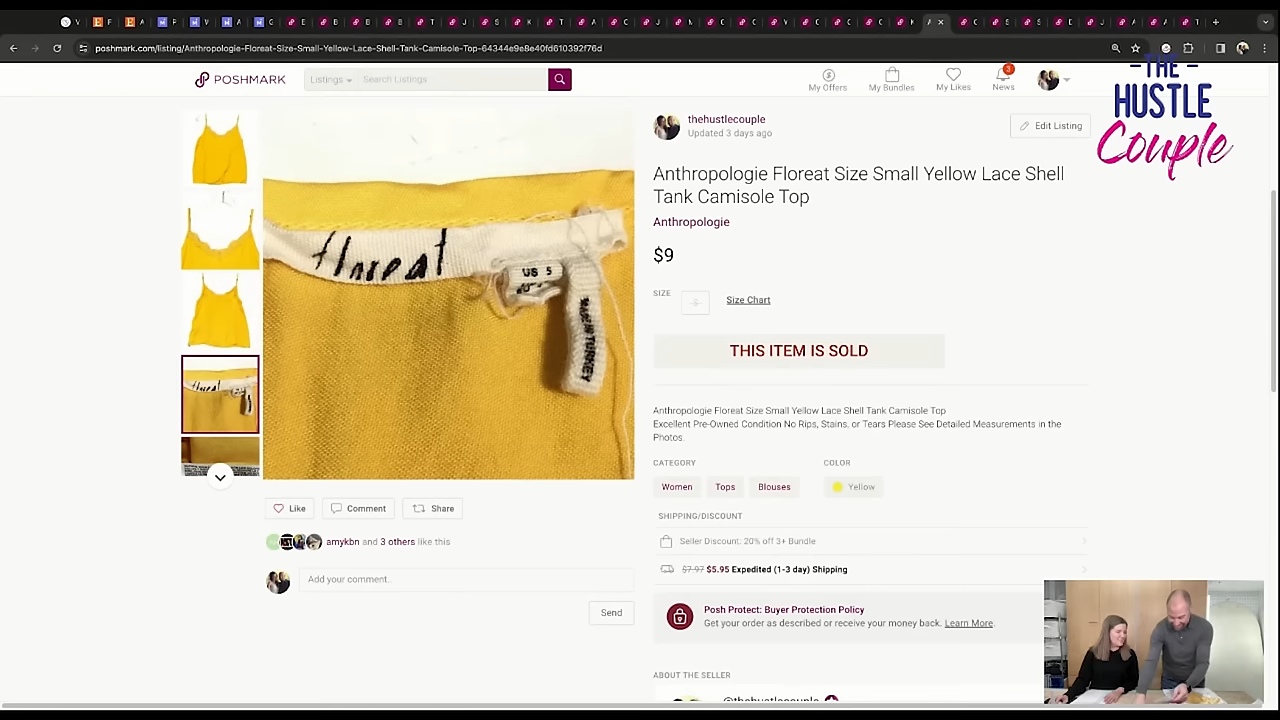 poshmark.com/listing/Anthropologie-Floreat-Size-Small-Yellow-Lace-Shell-Tank-Camisole-Top-64344e9e8e40fd610392f76d
POSHMARK
Listings
Search Listings
My Offers
My Bundles
My Likes
3
News
THE
HUSTLE
Couple
thehustlecouple
Updated 3 days ago
Edit Listing
Anthropologie Floreat Size Small Yellow Lace Shell
Tank Camisole Top
Anthropologie
$9
SIZE
Size Chart
THIS ITEM IS SOLD
floreat
US 5
MADE IN TURKEY
Anthropologie Floreat Size Small Yellow Lace Shell Tank Camisole Top
Excellent Pre-Owned Condition No Rips, Stains, or Tears Please See Detailed Measurements in the
Photos.
CATEGORY
COLOR
Women
Tops
Blouses
Yellow
SHIPPING/DISCOUNT
Seller Discount: 20% off 3+ Bundle
$7.97 $5.95 Expedited (1-3 day) Shipping
Like
Comment
Share
amykbn and 3 others like this
Add your comment.
Send
Posh Protect: Buyer Protection Policy
Get your order as described or receive your money back. Learn More.
ABOUT THE SELLER
@thehustlecouple